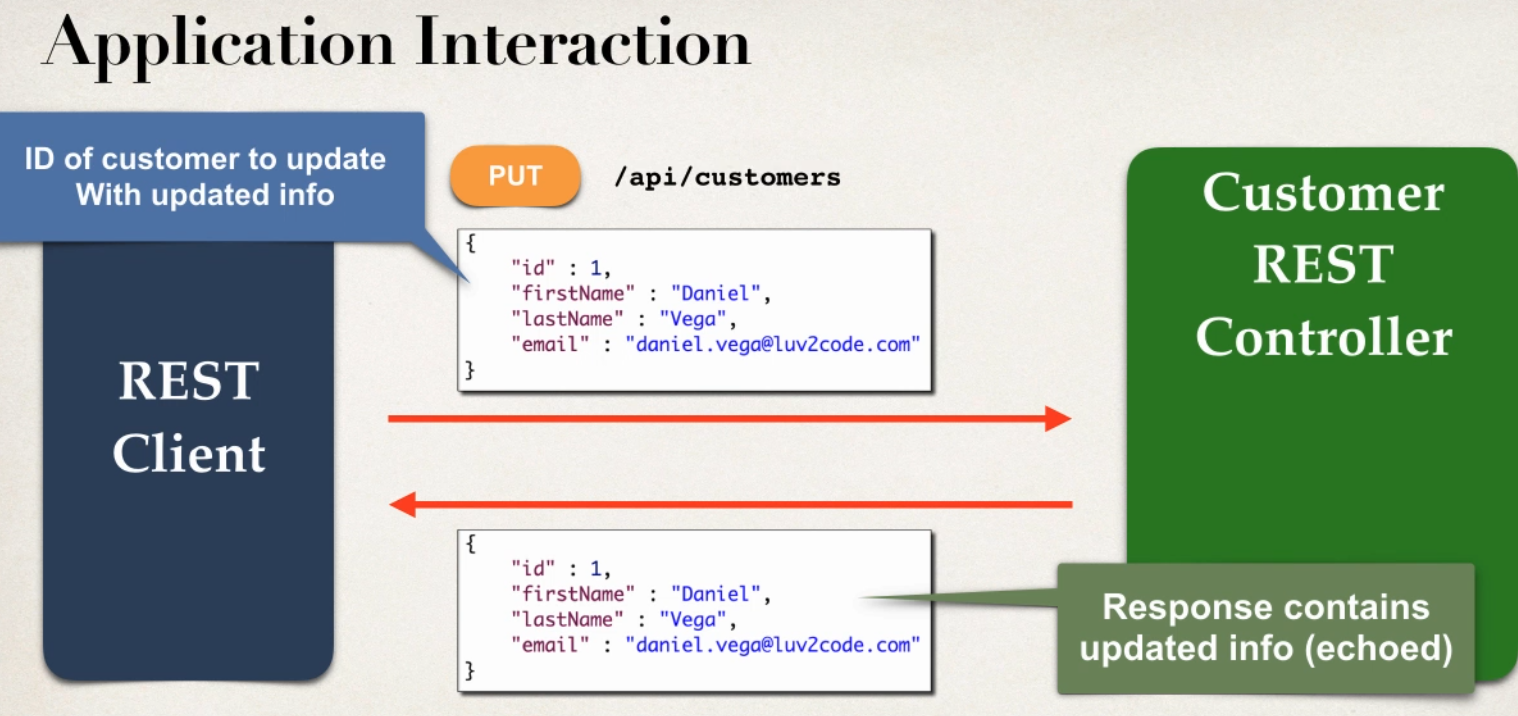 Application Interaction
ID of customer to update
With updated info
PUT
/api/customers
{
"id" : 1,
"firstName" : "Daniel",
"lastName" : "Vega",
"email" : "daniel.vega@luv2code.com"
}
REST
Client
Customer
REST
Controller
{
"id" : 1,
"firstName" : "Daniel",
"lastName" : "Vega",
"email" : "daniel.vega@luv2code.com"
}
Response contains
updated info (echoed)